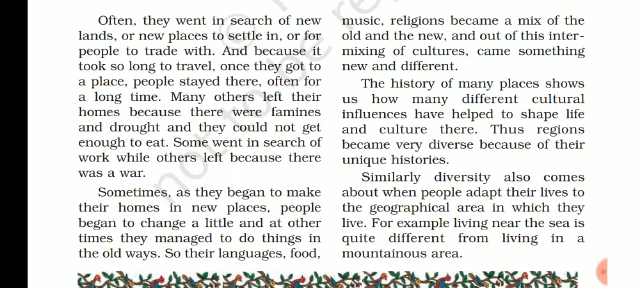 Often, they went in search of new
lands, or new places to settle in, or for
people to trade with. And because it
took so long to travel, once they got to
a place, people stayed there, often for
a long time. Many others left their
homes because there were famines
and drought and they could not get
enough to eat. Some went in search of
work while others left because there
was a war.
Sometimes, as they began to make
their homes in new places, people
began to change a little and at other
times they managed to do things in
the old ways. So their languages, food,
music, religions became a mix of the
old and the new, and out of this inter-
mixing of cultures, came something
new and different.
The history of many places shows
us how many different cultural
influences have helped to shape life
and culture there. Thus regions
became very diverse because of their
unique histories.
Similarly diversity also comes
about when people adapt their lives to
the geographical area in which they
live. For example living near the sea is
quite different from living in a
mountainous area.
not to be re